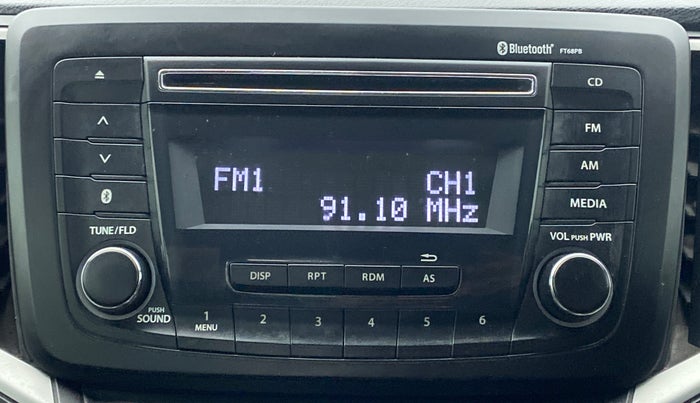 Bluetooth® FT68PB
CD
FM
AM
MEDIA
FM1 CH1
91.10 MHz
TUNE/FLD
VOL PUSH PWR
DISP RPT RDM AS
PUSH SOUND
1 MENU 2 3 4 5 6